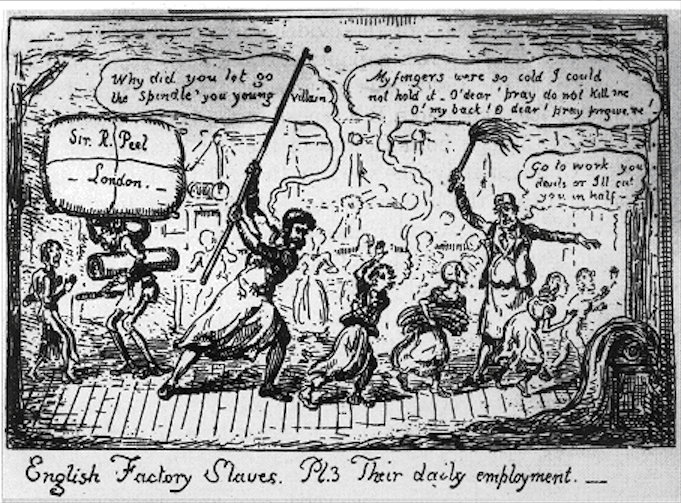 Why did you let go
the 'Spindle' you young villain
My fingers were so cold I could
not hold it. O'dear! pray do not kill me
O! my back! O dear! pray forgive me!
Sir. R. Peel
– London. –
Go to work you
devils or I'll cut
you in half –
English Factory Slaves. Pl.3 Their daily employment. —